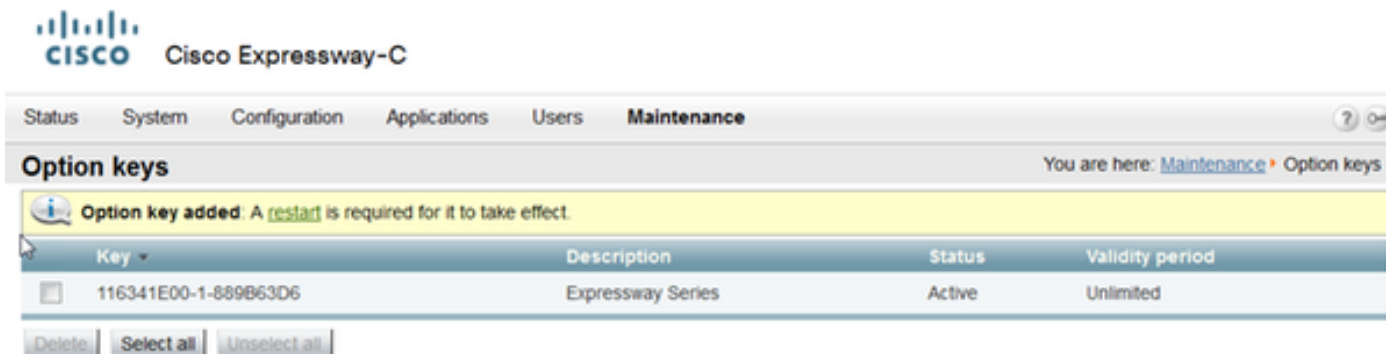 CISCO Cisco Expressway-C
Status System Configuration Applications Users Maintenance ?
Option keys You are here: Maintenance Option keys
i Option key added: A restart is required for it to take effect.
Key Description Status Validity period
116341E00-1-889B63D6 Expressway Series Active Unlimited
Delete Select all Unselect all